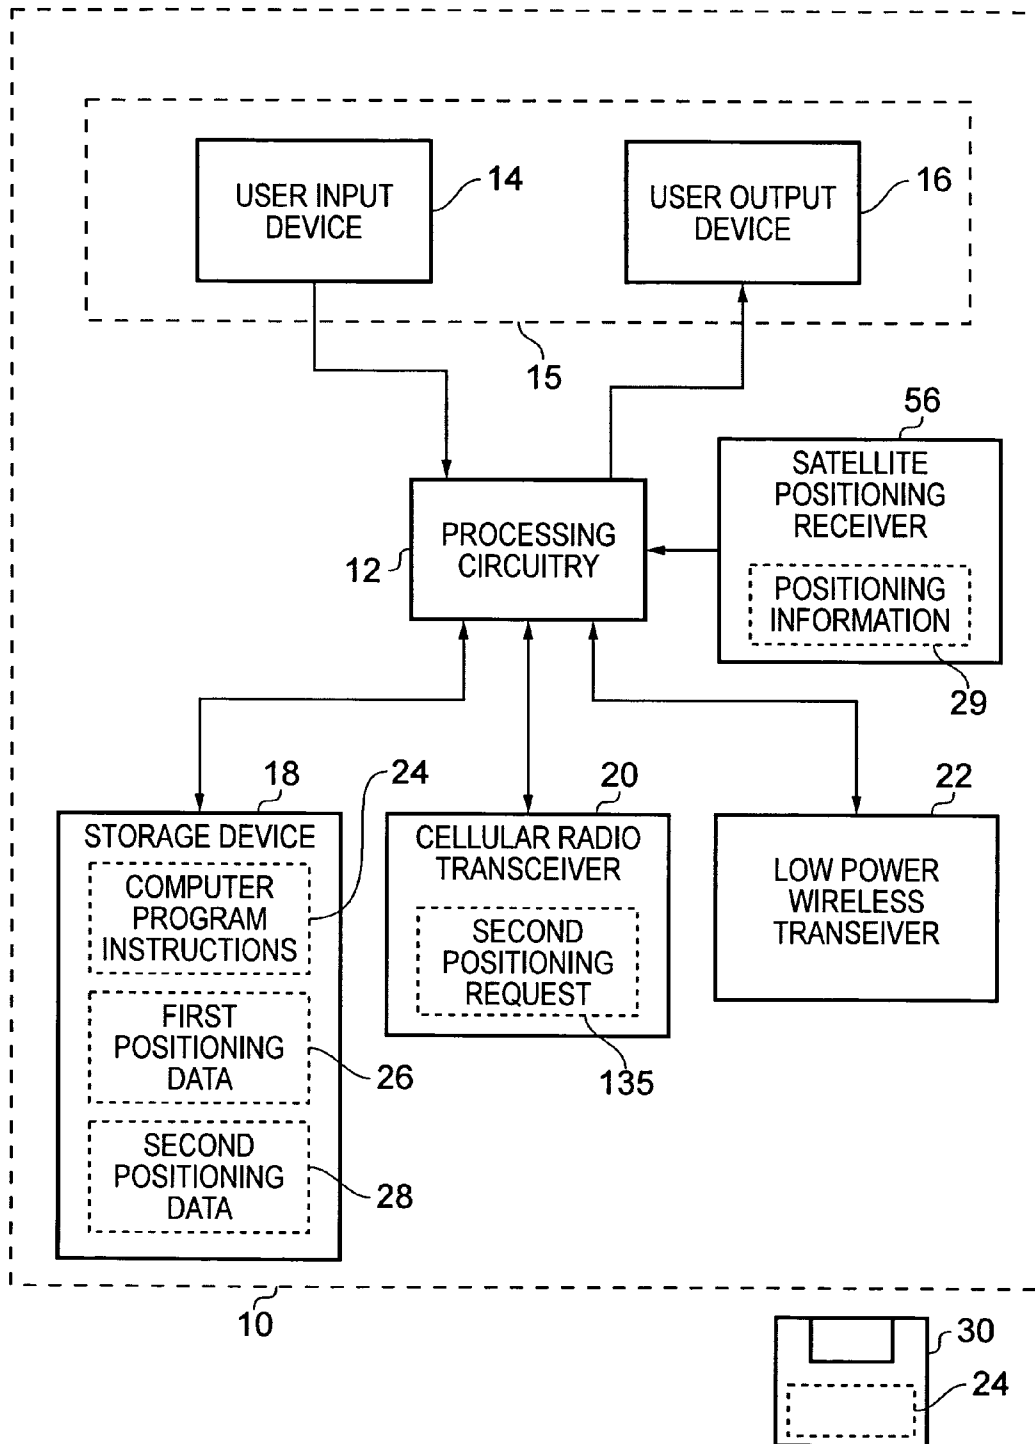 USER INPUT
DEVICE
14
USER OUTPUT
DEVICE
16
15
56
SATELLITE
POSITIONING
RECEIVER
POSITIONING
INFORMATION
29
PROCESSING
CIRCUITRY
12
18
24
STORAGE DEVICE
COMPUTER
PROGRAM
INSTRUCTIONS
FIRST
POSITIONING
DATA
26
SECOND
POSITIONING
DATA
28
20
CELLULAR RADIO
TRANSCEIVER
SECOND
POSITIONING
REQUEST
135
22
LOW POWER
WIRELESS
TRANSEIVER
10
30
24